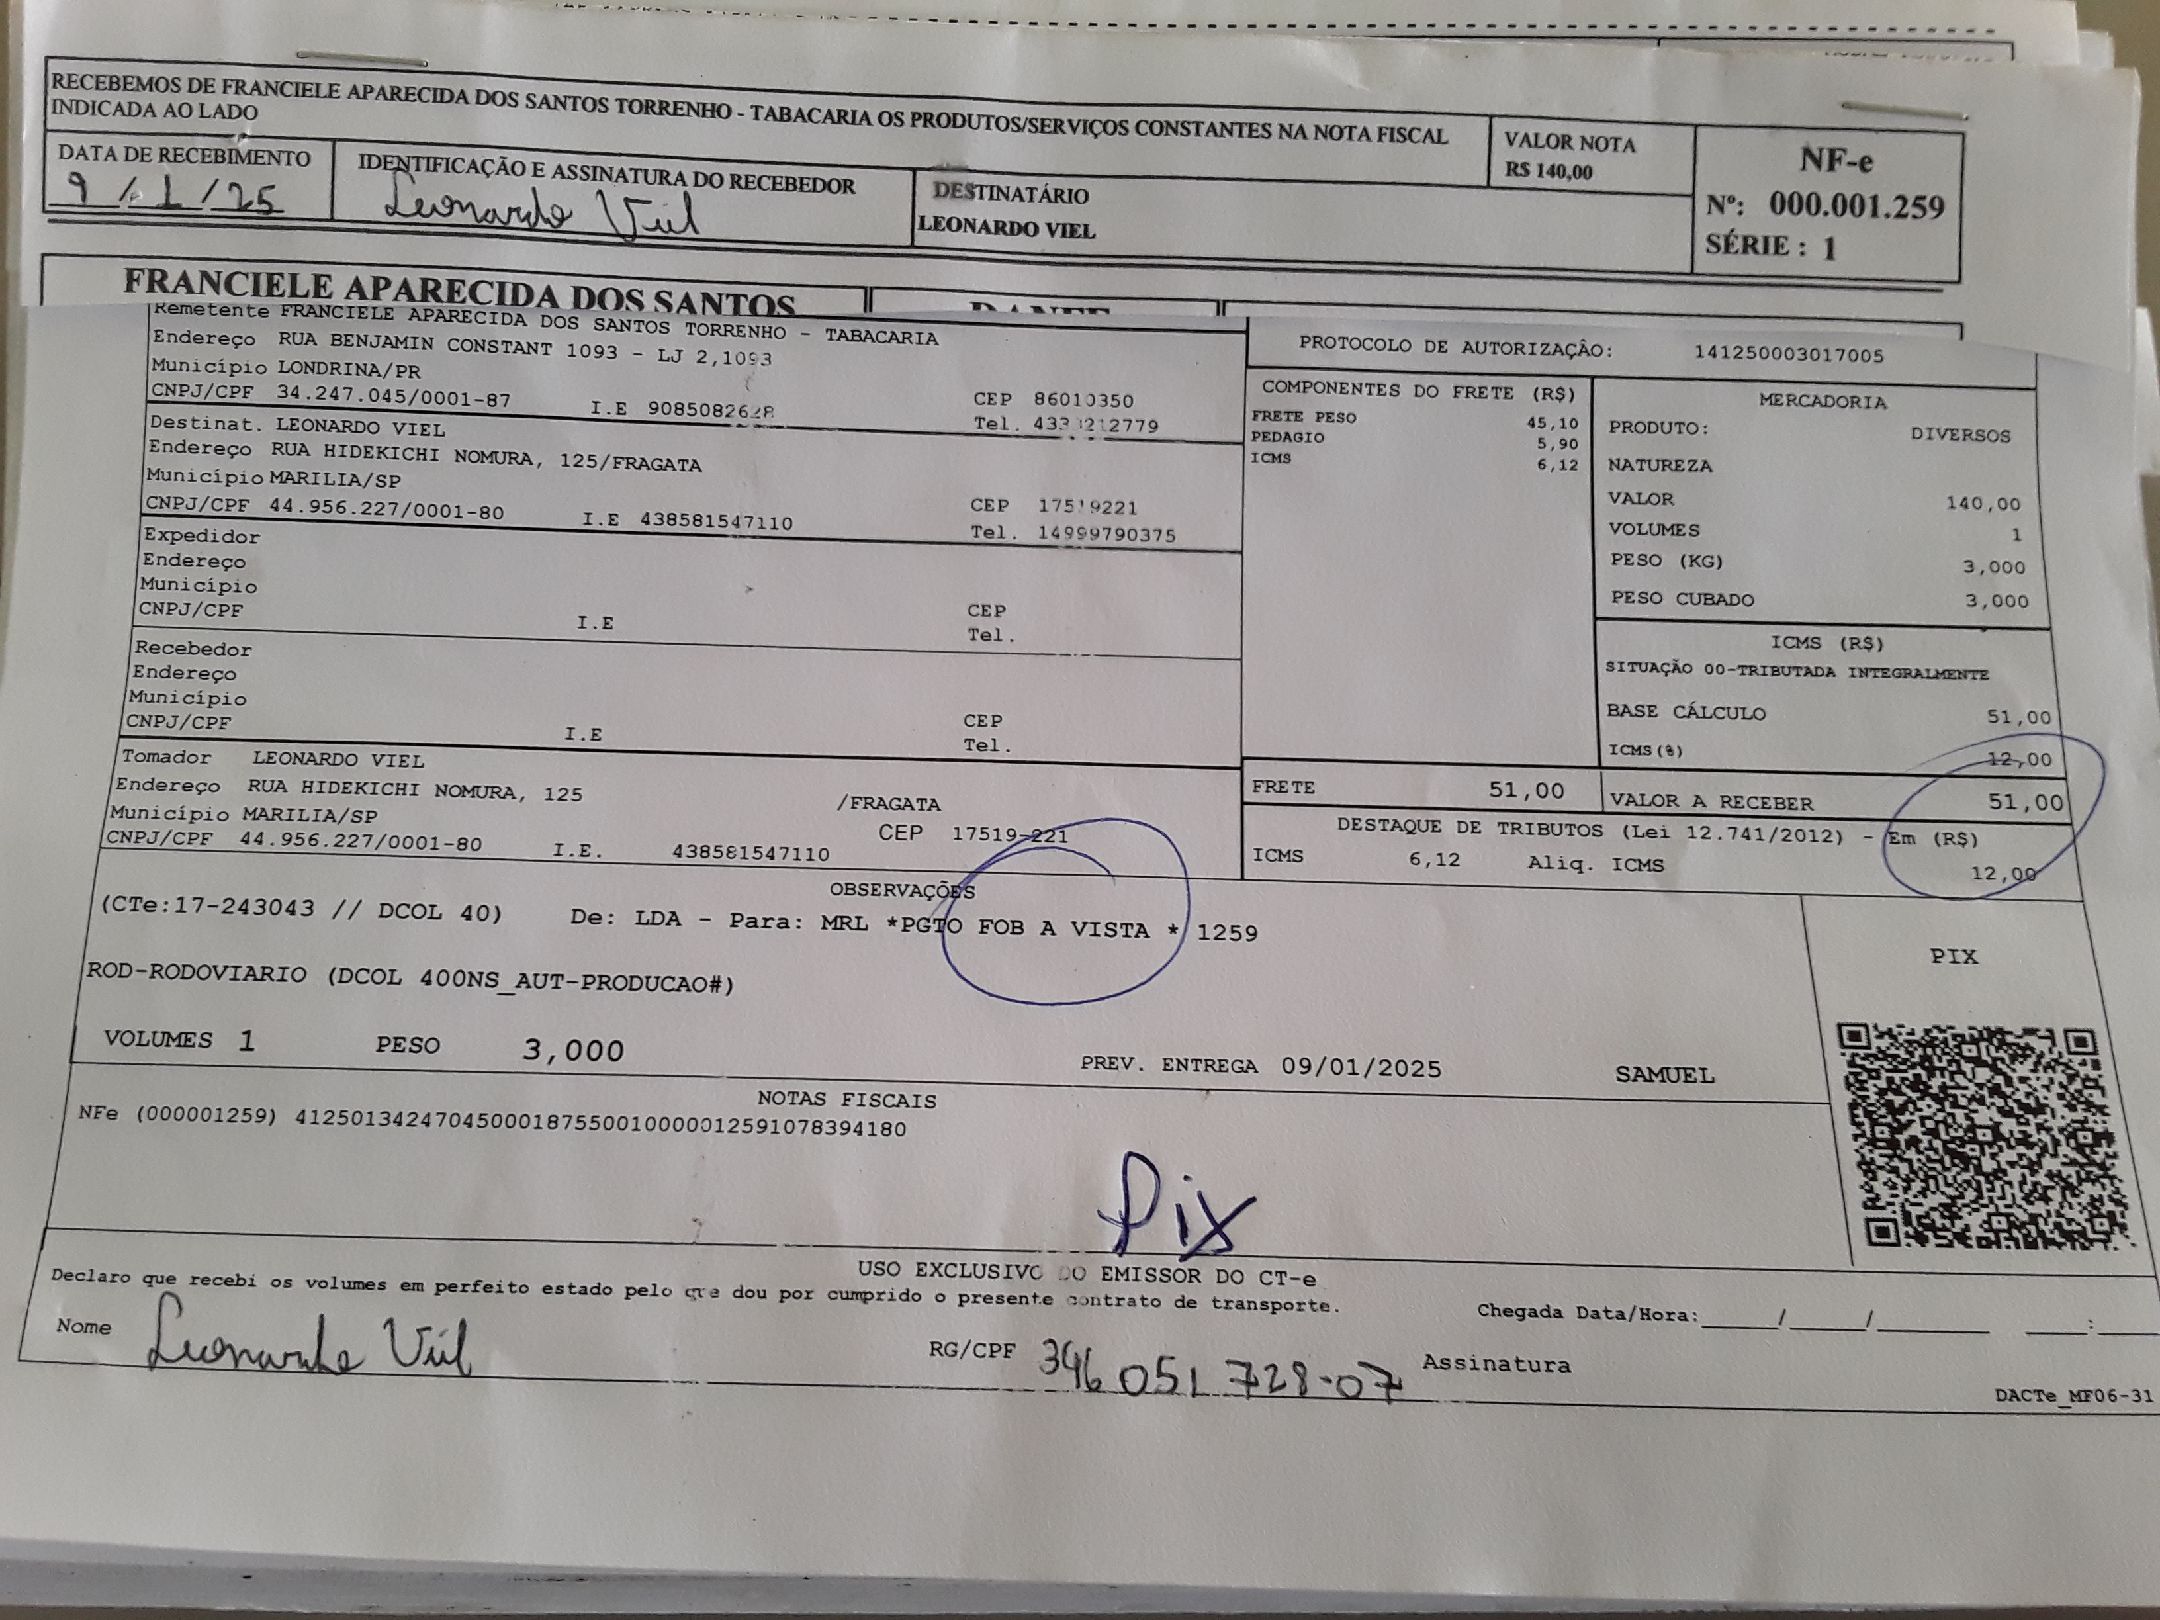 RECEBEMOS DE FRANCIELE APARECIDA DOS SANTOS TORRENHO - TABACARIA OS PRODUTOS/SERVIÇOS CONSTANTES NA NOTA FISCAL
INDICADA AO LADO
VALOR NOTA
R$ 140,00
NF-e
Nº: 000.001.259
SÉRIE : 1
DATA DE RECEBIMENTO
9/1/25
IDENTIFICAÇÃO E ASSINATURA DO RECEBEDOR
Leonardo Viel
DESTINATÁRIO
LEONARDO VIEL
FRANCIELE APARECIDA DOS SANTOS
DANFE
Remetente FRANCIELE APARECIDA DOS SANTOS TORRENHO - TABACARIA
Endereço RUA BENJAMIN CONSTANT 1093 - LJ 2,1093
Município LONDRINA/PR
CEP 86010350
CNPJ/CPF 34.247.045/0001-87 I.E
Tel.
Destinat. LEONARDO VIEL
Endereço RUA HIDEKICHI NOMURA, 125/FRAGATA
Município MARILIA/SP
CEP 17519221
CNPJ/CPF 44.956.227/0001-80 I.E 438581547110
Tel. 14999790375
Expedidor
Endereço
Município
CEP
CNPJ/CPF I.E
Tel.
Recebedor
Endereço
Município
CEP
CNPJ/CPF I.E
Tel.
Tomador LEONARDO VIEL
Endereço RUA HIDEKICHI NOMURA, 125 /FRAGATA
Município MARILIA/SP CEP 17519-221
CNPJ/CPF 44.956.227/0001-80 I.E. 438581547110
PROTOCOLO DE AUTORIZAÇÃO: 141250003017005
COMPONENTES DO FRETE (R$)
FRETE PESO 45,10
PEDAGIO 5,90
ICMS 6,12
MERCADORIA
PRODUTO: DIVERSOS
NATUREZA
VALOR 140,00
VOLUMES 1
PESO (KG) 3,000
PESO CUBADO 3,000
ICMS (R$)
SITUAÇÃO 00-TRIBUTADA INTEGRALMENTE
BASE CÁLCULO 51,00
ICMS(%) 12,00
FRETE 51,00 VALOR A RECEBER 51,00
DESTAQUE DE TRIBUTOS (Lei 12.741/2012) - Em (R$)
ICMS 6,12 Aliq. ICMS 12,00
OBSERVAÇÕES
(CTe:17-243043 // DCOL 40) De: LDA - Para: MRL *PGTO FOB A VISTA * 1259
ROD-RODOVIARIO (DCOL 400NS_AUT-PRODUCAO#)
PIX
VOLUMES 1 PESO 3,000 PREV. ENTREGA 09/01/2025 SAMUEL
NOTAS FISCAIS
NFe (000001259) 41250134247045000187550010000012591078394180
Pix
USO EXCLUSIVO DO EMISSOR DO CT-e
Declaro que recebi os volumes em perfeito estado pelo que dou por cumprido o presente contrato de transporte.
Chegada Data/Hora:_____/_____/_______ ____:____
Nome Leonardo Viel RG/CPF 396 051 728-07 Assinatura
DACTe_MF06-31